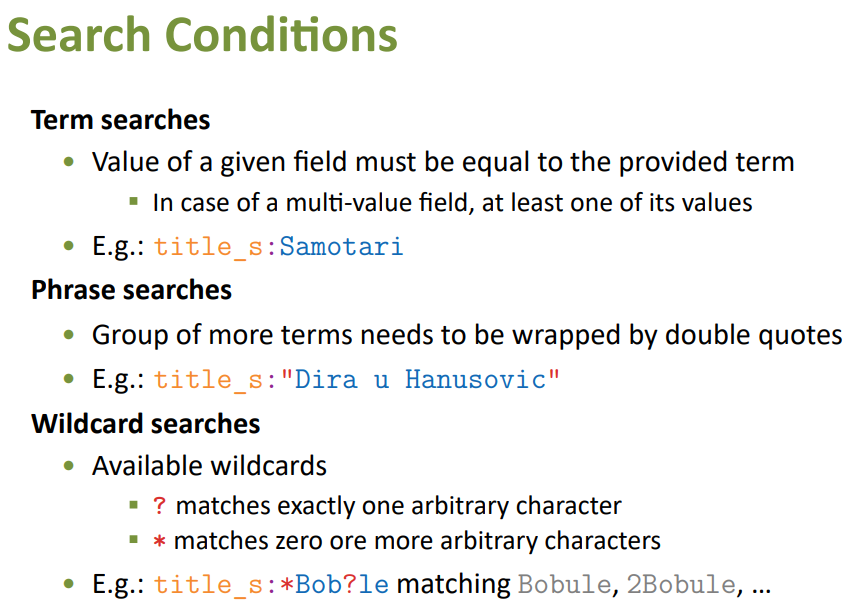 Search Conditions
Term searches
• Value of a given field must be equal to the provided term
▪ In case of a multi-value field, at least one of its values
• E.g.: title_s:Samotari
Phrase searches
• Group of more terms needs to be wrapped by double quotes
• E.g.: title_s:"Dira u Hanusovic"
Wildcard searches
• Available wildcards
▪ ? matches exactly one arbitrary character
▪ * matches zero ore more arbitrary characters
• E.g.: title_s:*Bob?le matching Bobule, 2Bobule, ...